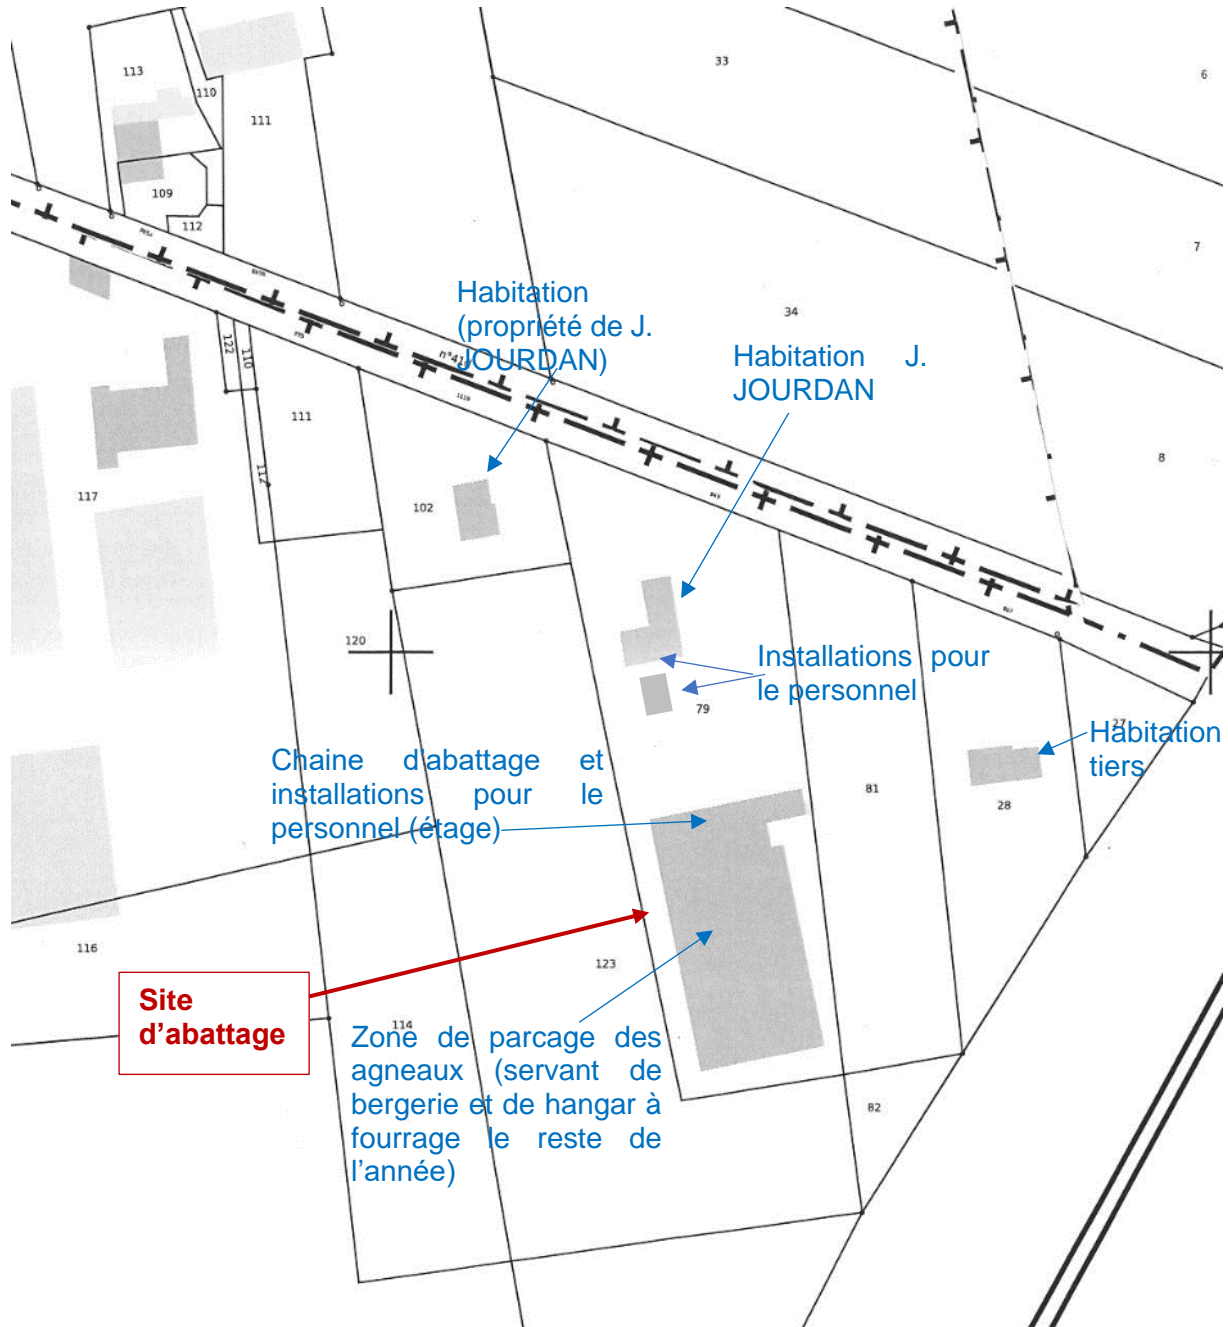 33
6
113
110
111
109
112
7
Habitation
(propriété de J.
JOURDAN)
34
Habitation J.
JOURDAN
n°41
122
110
111
112
8
117
102
120
Installations pour
le personnel
79
27
Habitation
tiers
Chaine d'abattage et
installations pour le
personnel (étage)
81
28
116
123
Site
d'abattage
114
Zone de parcage des
agneaux (servant de
bergerie et de hangar à
fourrage le reste de
l'année)
82